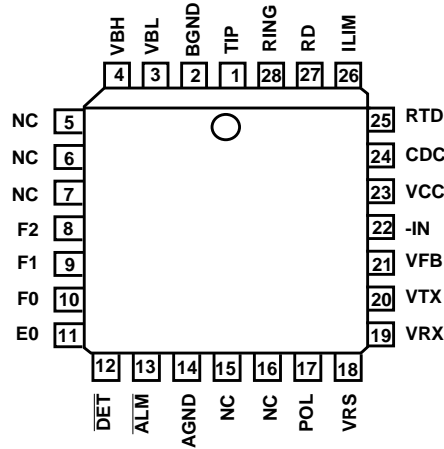 VBH VBL BGND TIP RING RD ILIM
4 3 2 1 28 27 26
NC 5
NC 6
NC 7
F2 8
F1 9
F0 10
E0 11
25 RTD
24 CDC
23 VCC
22 -IN
21 VFB
20 VTX
19 VRX
12 13 14 15 16 17 18
DET ALM AGND NC NC POL VRS